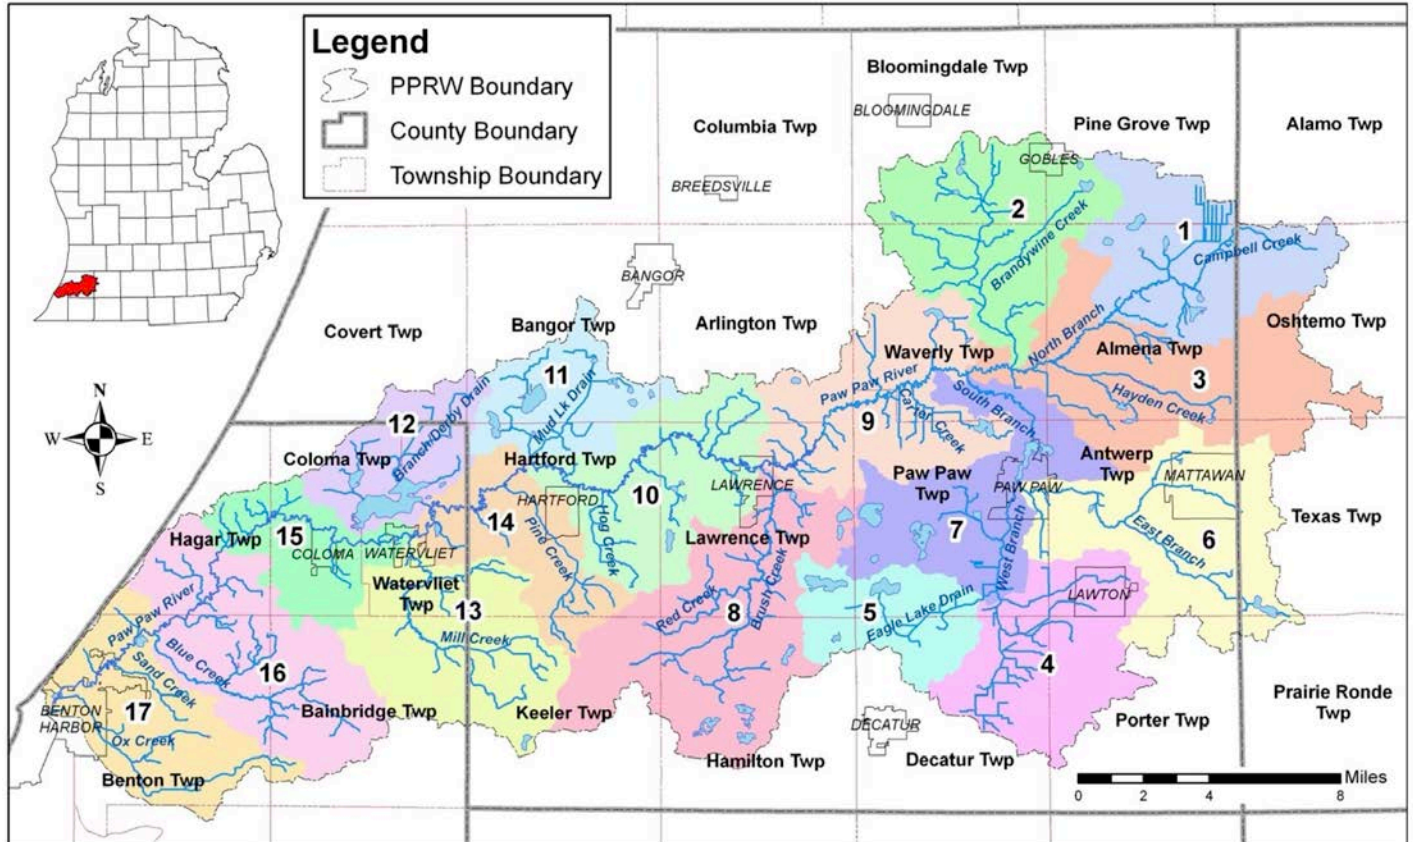 Legend
PPRW Boundary
County Boundary
Township Boundary
N
W
E
S
Bloomingdale Twp
BLOOMINGDALE
Columbia Twp
Pine Grove Twp
Alamo Twp
GOBLES
BREEDSVILLE
2
1
Brandywine Creek
Campbell Creek
BANGOR
Covert Twp
Bangor Twp
Arlington Twp
Oshtemo Twp
North Branch
Waverly Twp
Almena Twp
11
Mud Lk Drain
Paw Paw River
South Branch
Carter Creek
3
Hayden Creek
12
Branch/Derby Drain
9
Coloma Twp
Hartford Twp
Antwerp
Twp
Paw Paw
Twp
MATTAWAN
LAWRENCE
PAW PAW
HARTFORD
10
14
Hog Creek
Pine Creek
Texas Twp
Hagar Twp
15
COLOMA
WATERVLIET
Lawrence Twp
7
West Branch
East Branch
6
Watervliet
Twp
13
Mill Creek
Red Creek
8
Brush Creek
5
Eagle Lake Drain
LAWTON
4
Paw Paw River
Blue Creek
Sand Creek
16
17
BENTON
HARBOR
Ox Creek
Benton Twp
Bainbridge Twp
Keeler Twp
Hamilton Twp
DECATUR
Decatur Twp
Porter Twp
Prairie Ronde
Twp
Miles
0 2 4 8